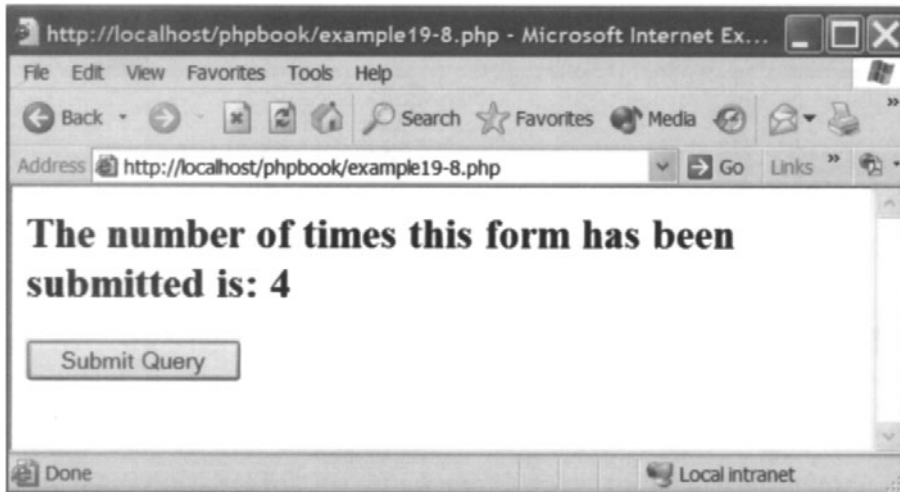 http://localhost/phpbook/example19-8.php - Microsoft Internet Ex...
File Edit View Favorites Tools Help
Back Search Favorites Media »
Address http://localhost/phpbook/example19-8.php Go Links »
The number of times this form has been
submitted is: 4
Submit Query
Done Local intranet